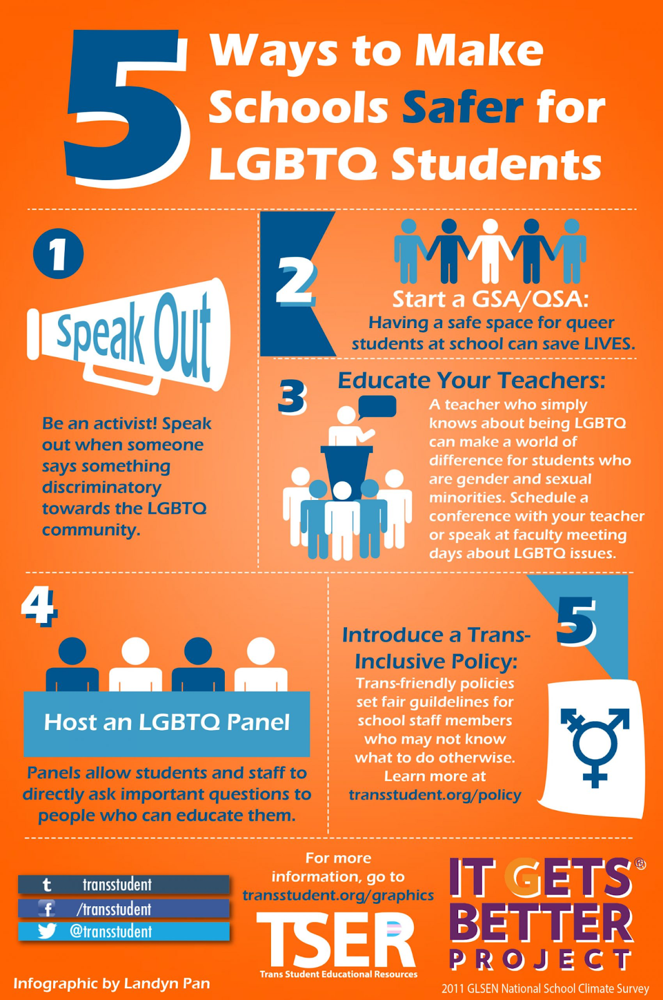 5
Ways to Make
Schools Safer for
LGBTQ Students
1
Speak Out
Be an activist! Speak
out when someone
says something
discriminatory
towards the LGBTQ
community.
2
Start a GSA/QSA:
Having a safe space for queer
students at school can save LIVES.
3
Educate Your Teachers:
A teacher who simply
knows about being LGBTQ
can make a world of
difference for students who
are gender and sexual
minorities. Schedule a
conference with your teacher
or speak at faculty meeting
days about LGBTQ issues.
4
Host an LGBTQ Panel
Panels allow students and staff to
directly ask important questions to
people who can educate them.
5
Introduce a Trans-
Inclusive Policy:
Trans-friendly policies
set fair guildelines for
school staff members
who may not know
what to do otherwise.
Learn more at
transstudent.org/policy
t transstudent
f /transstudent
@transstudent
Infographic by Landyn Pan
For more
information, go to
transstudent.org/graphics
TSER
Trans Student Educational Resources
IT GETS®
BETTER
PROJECT
2011 GLSEN National School Climate Survey